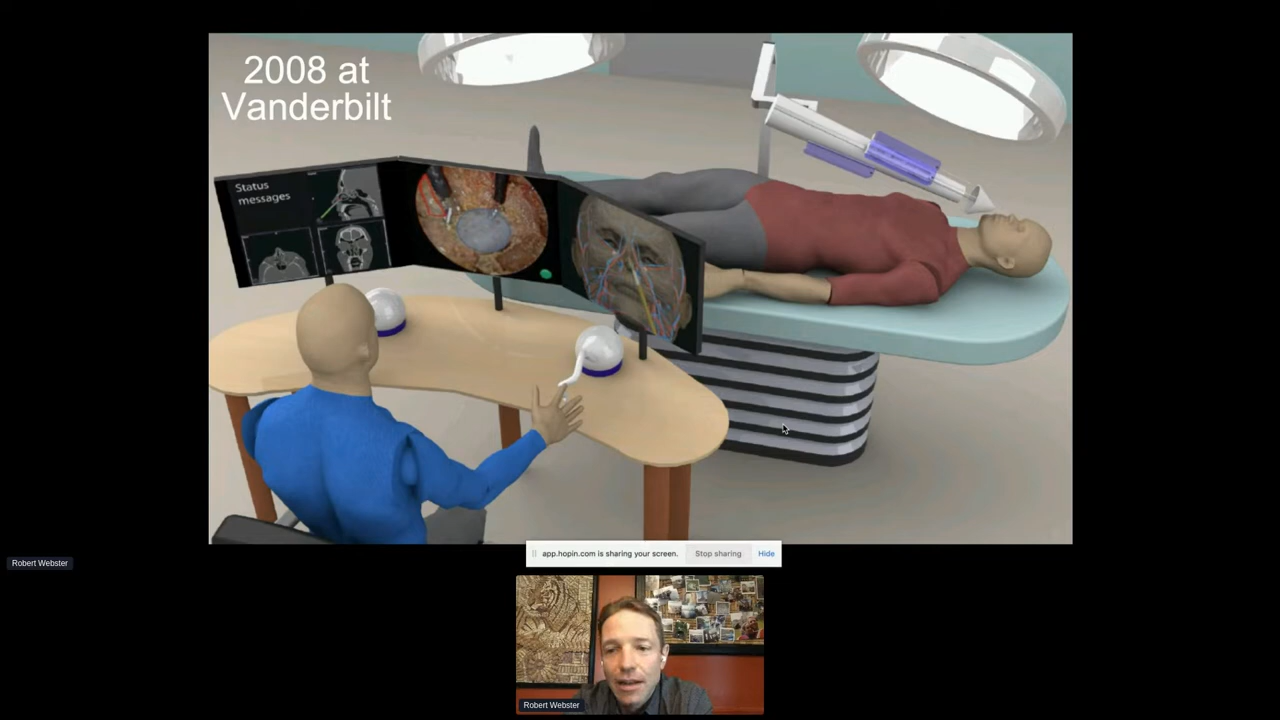 2008 at
Vanderbilt
Status
messages
app.hopin.com is sharing your screen. Stop sharing Hide
Robert Webster
Robert Webster